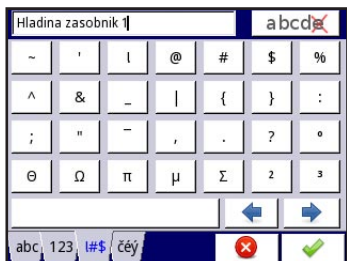 Hladina zasobnik 1 abcde
~ ' ɩ @ # $ %
^ & _ | { } :
; " ‾ , . ? °
Θ Ω π μ Σ ² ³
abc 123 ɩ#$ čéý